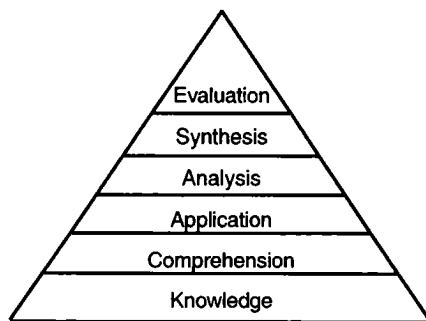 Evaluation
Synthesis
Analysis
Application
Comprehension
Knowledge